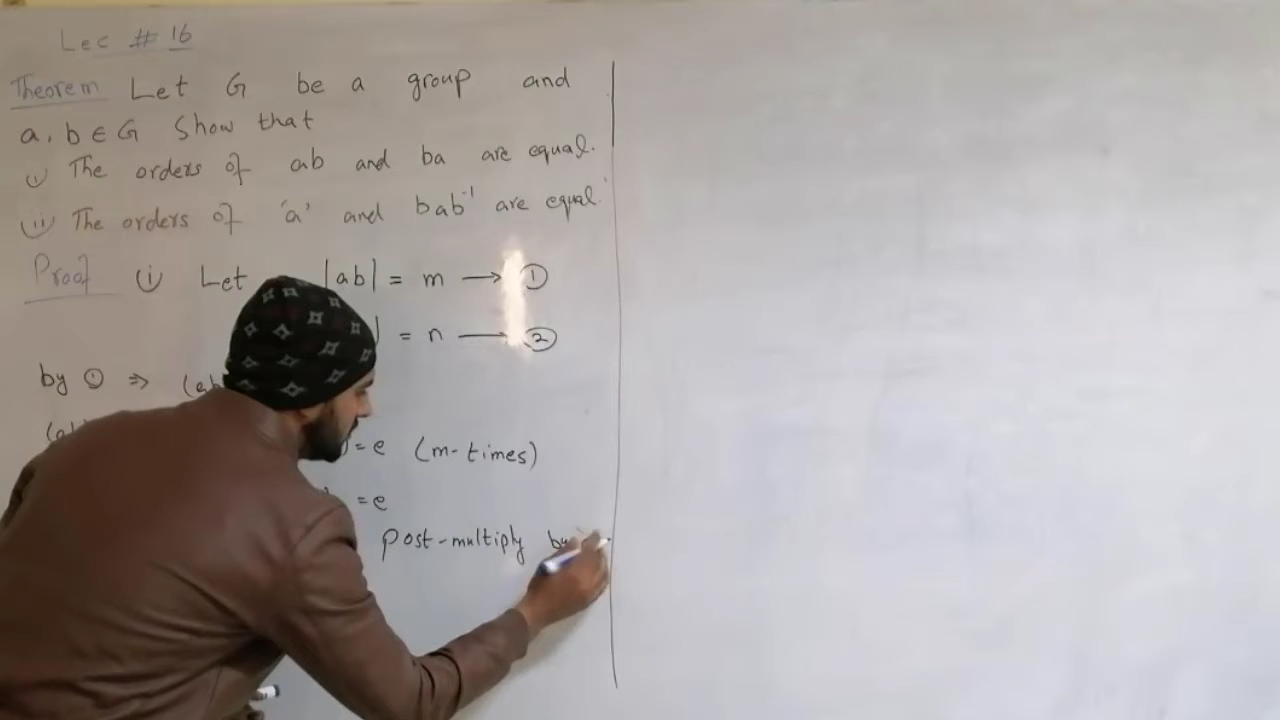 Lec # 16
Theorem Let G be a group and
a, b ∈ G Show that
(i) The orders of ab and ba are equal.
(ii) The orders of 'a' and bab⁻¹ are equal.
Proof (i) Let |ab| = m → ①
| = n → ②
by ① ⇒ (ab
= e (m-times)
= e
post-multiply by